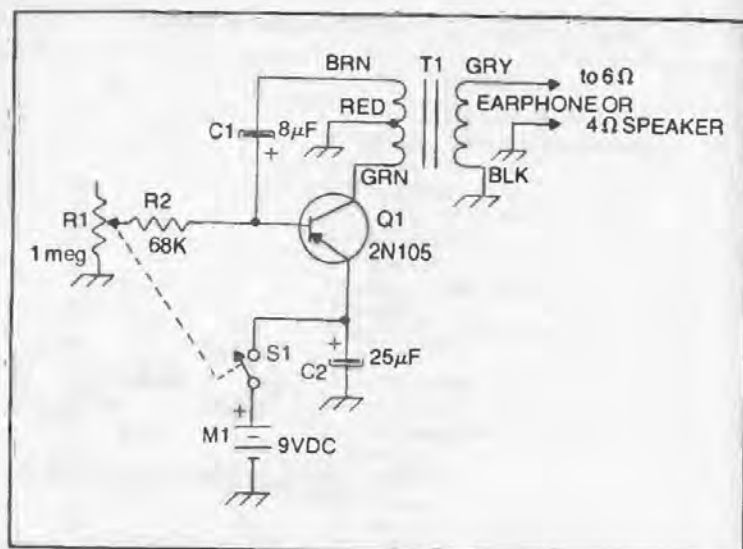 BRN T1 GRY to 6 Ω
RED EARPHONE OR
C1 8μF 4 Ω SPEAKER
+
GRN BLK
R1 R2 Q1
1 meg 68K 2N105
+
S1 25μF
C2
+
M1 9VDC